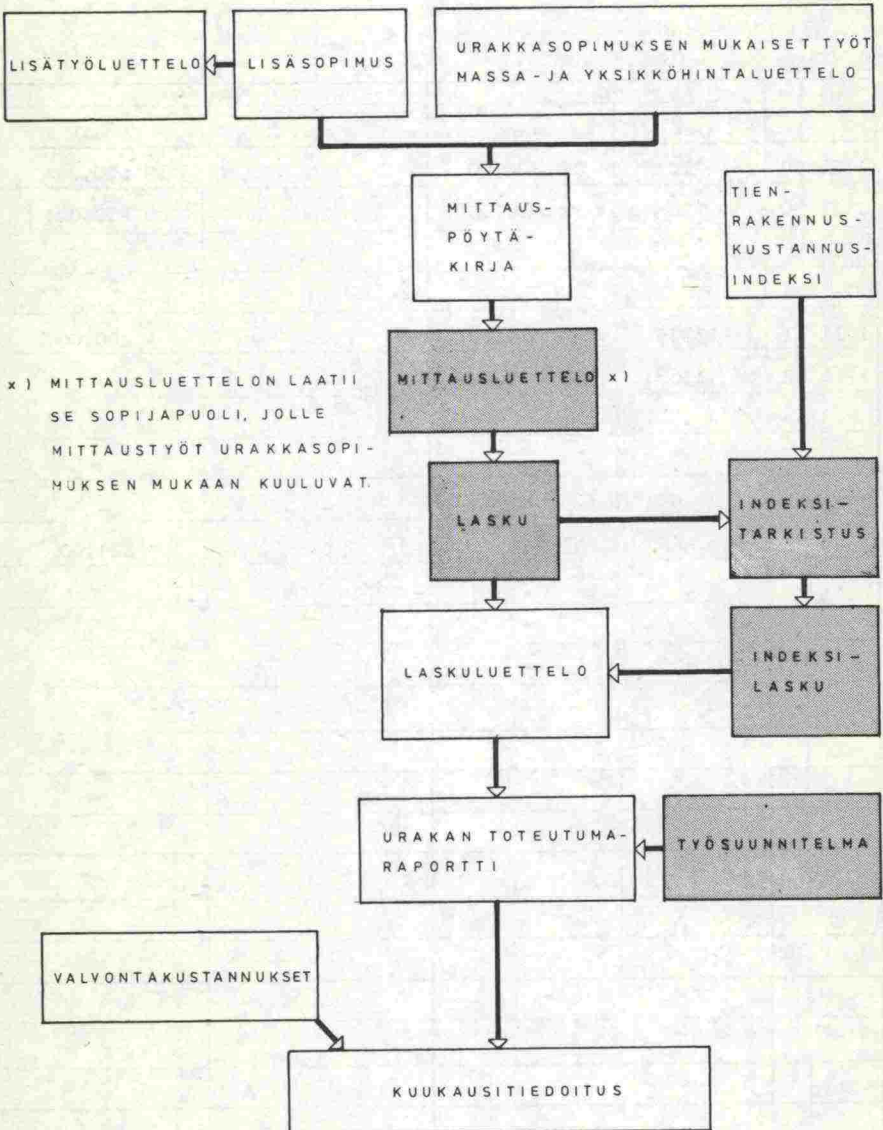 LISÄTYÖLUETTELO
LISÄSOPIMUS
URAKKASOPIMUKSEN MUKAISET TYÖT
MASSA-JA YKSIKKÖHINTALUETTELO
MITTAUS-
PÖYTÄ-
KIRJA
TIEN-
RAKENNUS-
KUSTANNUS-
INDEKSI
x) MITTAUSLUETTELON LAATII
SE SOPIJAPUOLI, JOLLE
MITTAUSTYÖT URAKKASOPI-
MUKSEN MUKAAN KUULUVAT.
MITTAUSLUETTELO x)
LASKU
INDEKSI-
TARKISTUS
LASKULUETTELO
INDEKSI-
LASKU
URAKAN TOTEUTUMA-
RAPORTTI
TYÖSUUNNITELMA
VALVONTAKUSTANNUKSET
KUUKAUSITIEDOITUS